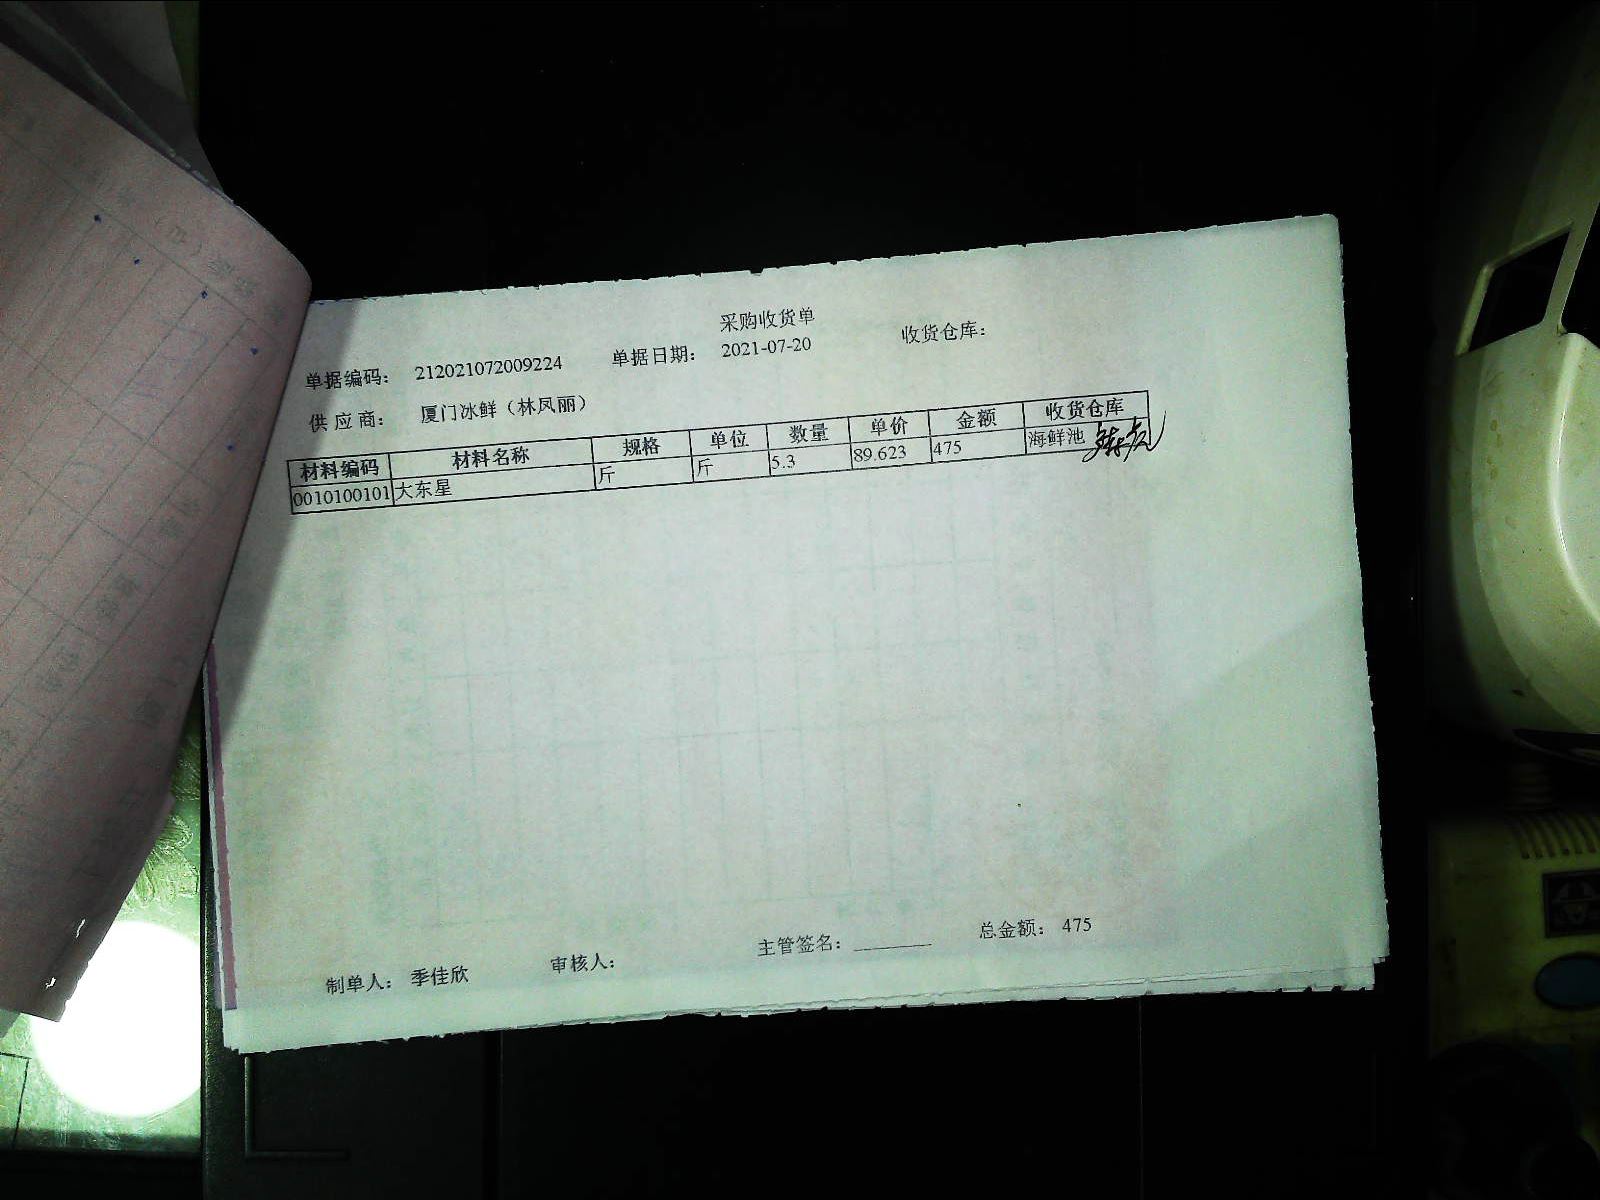 采购收货单
单据编码： 212021072009224 单据日期： 2021-07-20 收货仓库：
供 应 商： 厦门冰鲜（林凤丽）
材料编码 材料名称 规格 单位 数量 单价 金额 收货仓库
0010100101 大东星 斤 斤 5.3 89.623 475 海鲜池
制单人： 季佳欣 审核人： 主管签名： 总金额： 475